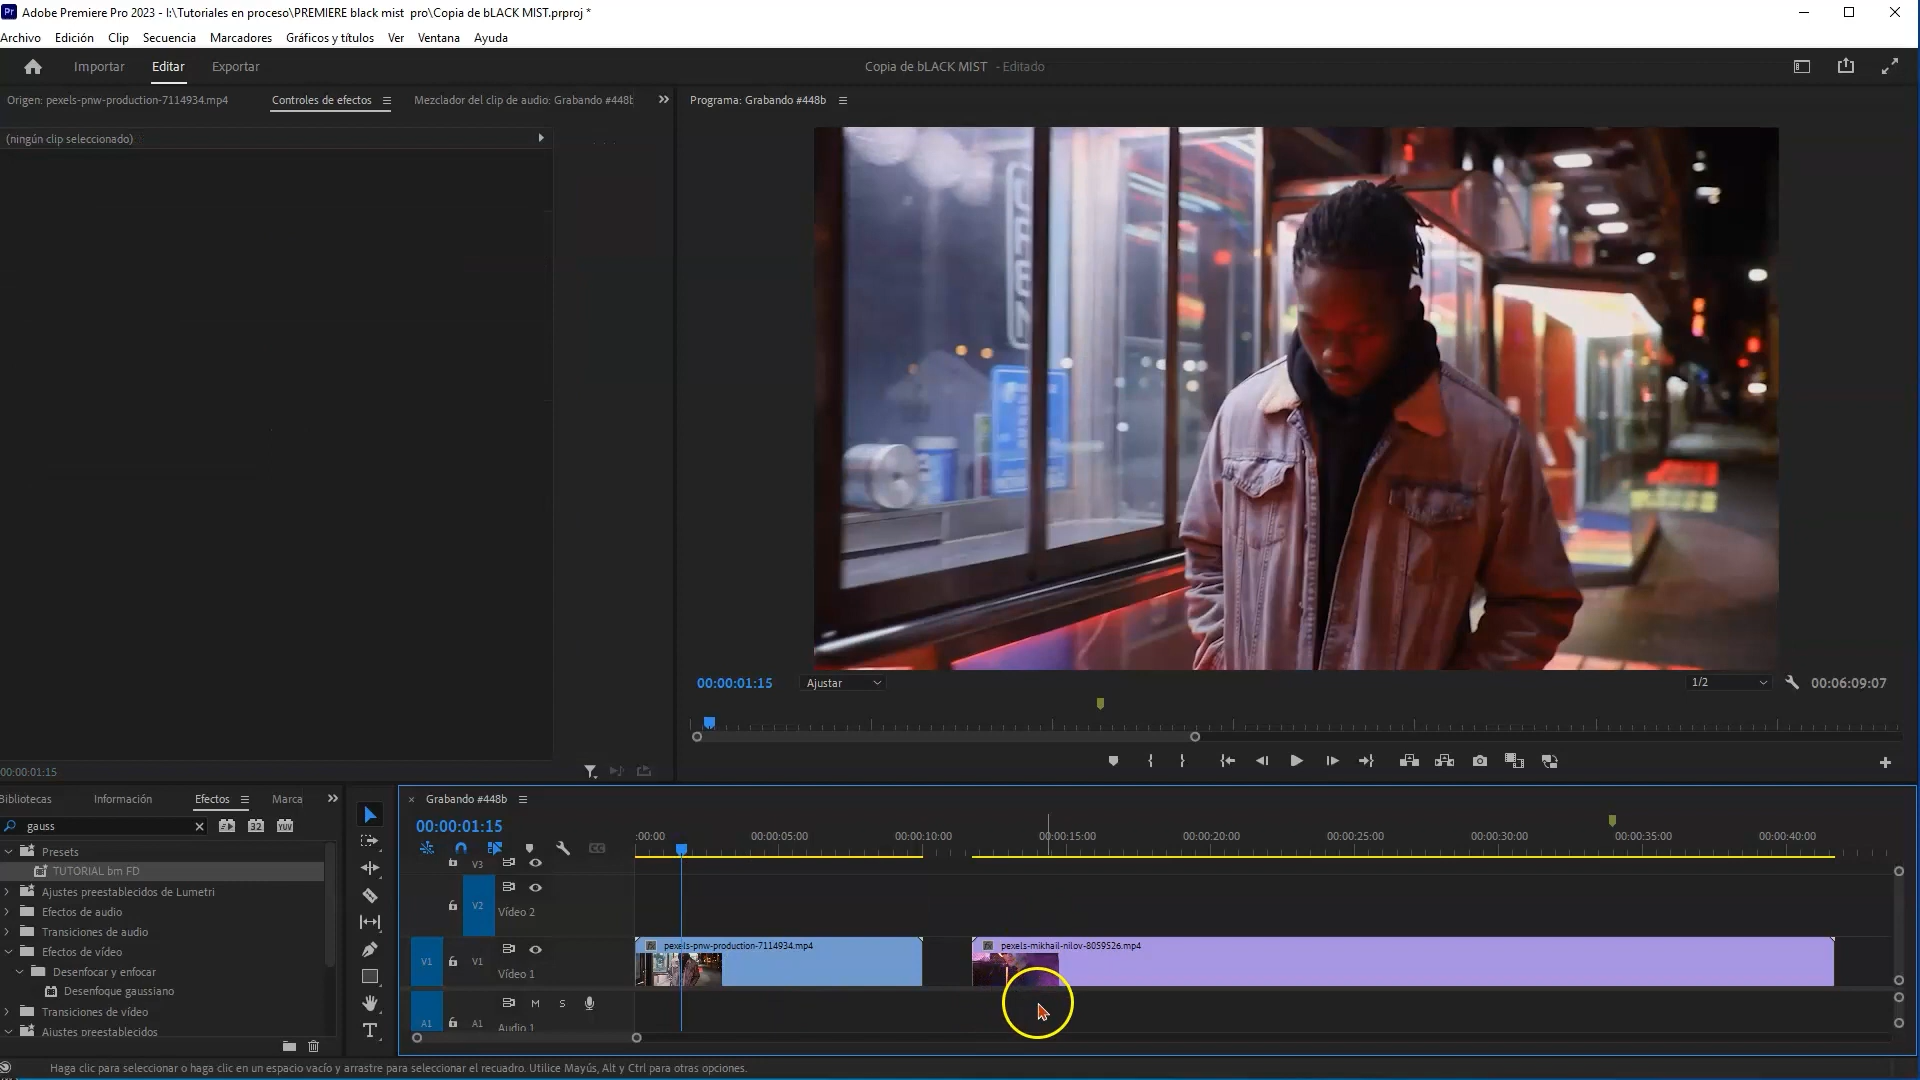 Adobe Premiere Pro 2023 - I:\Tutoriales en proceso\PREMIERE black mist  pro\Copia de bLACK MIST.prproj *
Archivo Edición Clip Secuencia Marcadores Gráficos y títulos Ver Ventana Ayuda
Importar Editar Exportar Copia de bLACK MIST - Editado
Origen: pexels-pnw-production-7114934.mp4 Controles de efectos Mezclador del clip de audio: Grabando #448b Programa: Grabando #448b
(ningún clip seleccionado)
00:00:01:15 Ajustar 1/2 00:06:09:07
00:00:01:15
Bibliotecas Información Efectos Marca Grabando #448b
gauss 00:00:01:15
:00:00 00:00:05:00 00:00:10:00 00:00:15:00 00:00:20:00 00:00:25:00 00:00:30:00 00:00:35:00 00:00:40:00
Presets
TUTORIAL bm FD
Ajustes preestablecidos de Lumetri
Efectos de audio
Transiciones de audio
Efectos de vídeo
Desenfocar y enfocar
Desenfoque gaussiano
Transiciones de vídeo
Ajustes preestablecidos
V3
V2
Vídeo 2
V1 V1
Vídeo 1
pexels-pnw-production-7114934.mp4 pexels-mikhail-nilov-8059526.mp4
M S
A1 A1 Audio 1
Haga clic para seleccionar o haga clic en un espacio vacío y arrastre para seleccionar el recuadro. Utilice Mayús, Alt y Ctrl para otras opciones.